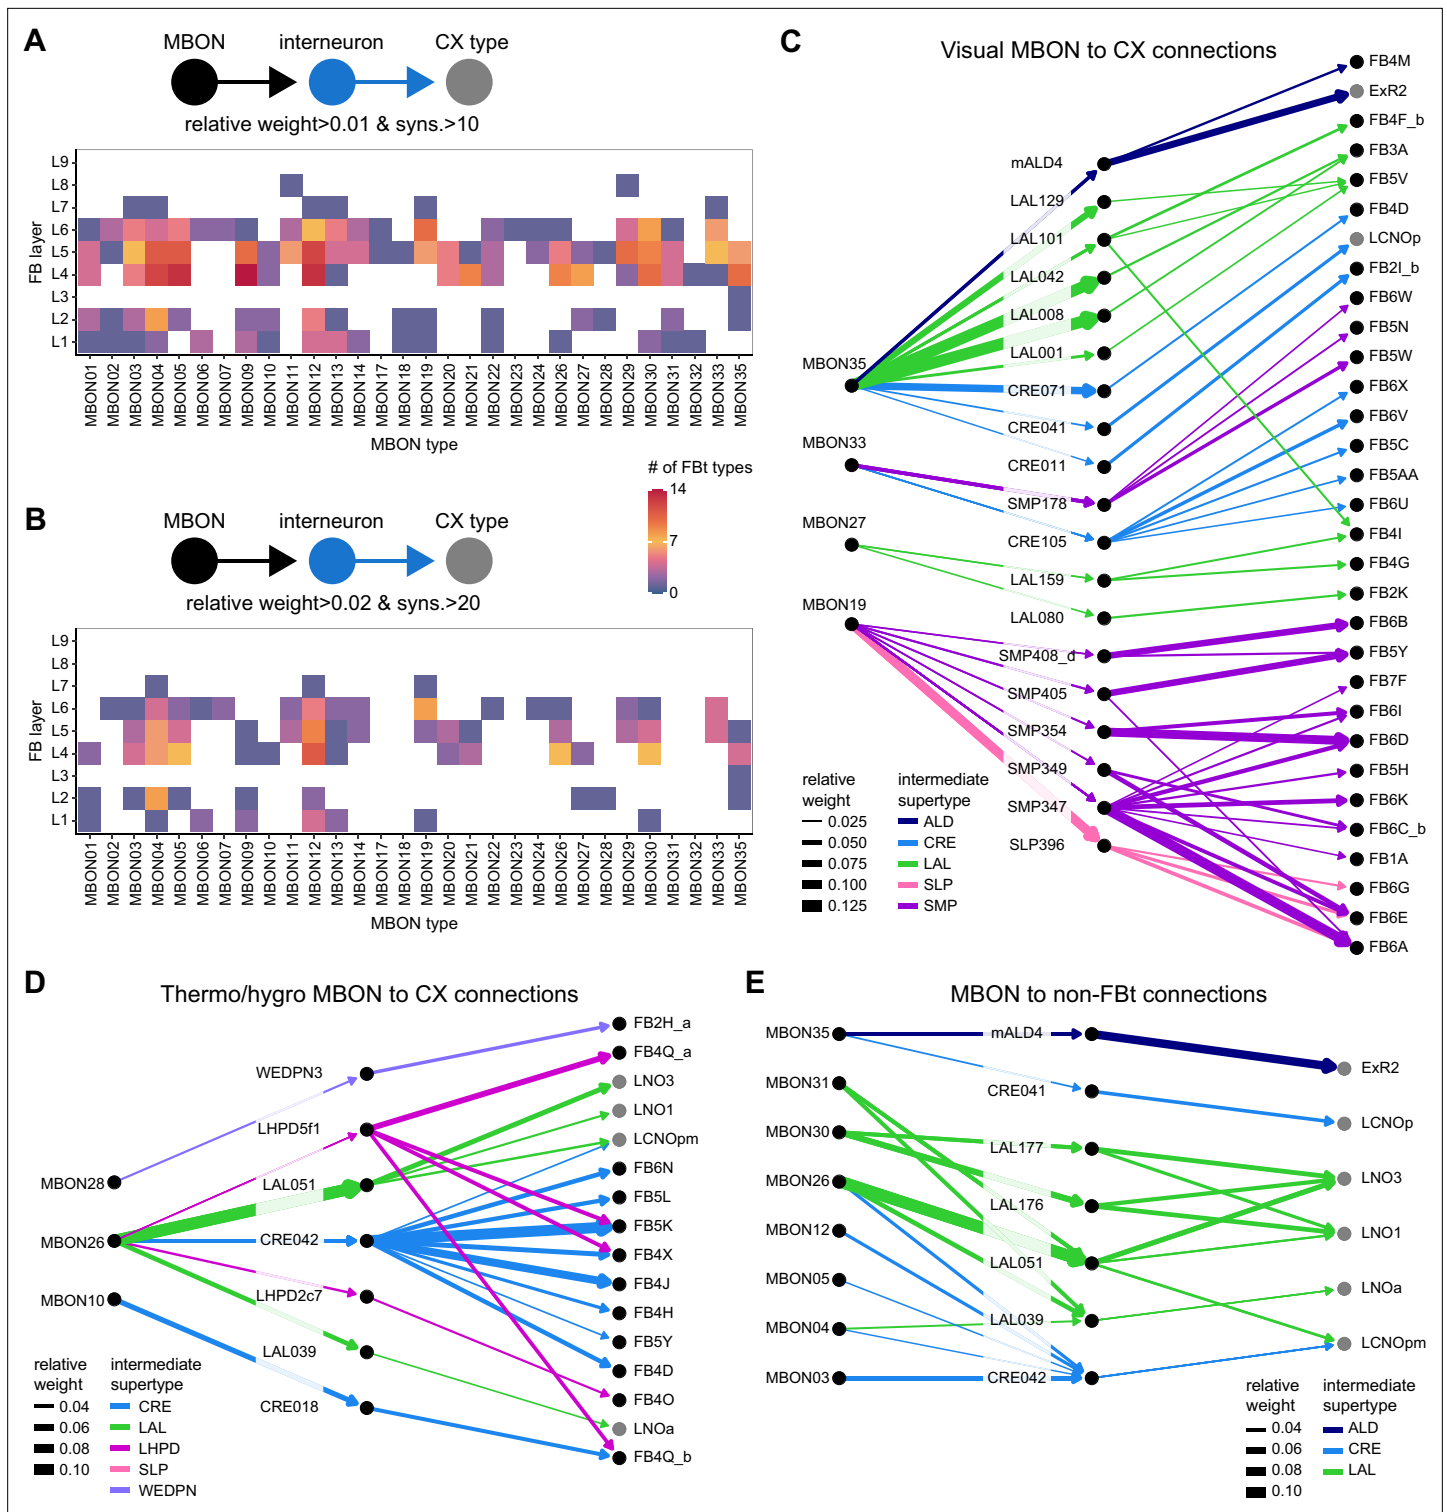 A
MBON
interneuron
CX type
relative weight>0.01 & syns.>10
FB layer
L9
L8
L7
L6
L5
L4
L3
L2
L1
MBON01
MBON02
MBON03
MBON04
MBON05
MBON06
MBON07
MBON09
MBON10
MBON11
MBON12
MBON13
MBON14
MBON17
MBON18
MBON19
MBON20
MBON21
MBON22
MBON23
MBON24
MBON26
MBON27
MBON28
MBON29
MBON30
MBON31
MBON32
MBON33
MBON35
MBON type
# of FBt types
14
7
0
B
MBON
interneuron
CX type
relative weight>0.02 & syns.>20
FB layer
L9
L8
L7
L6
L5
L4
L3
L2
L1
MBON01
MBON02
MBON03
MBON04
MBON05
MBON06
MBON07
MBON09
MBON10
MBON11
MBON12
MBON13
MBON14
MBON17
MBON18
MBON19
MBON20
MBON21
MBON22
MBON23
MBON24
MBON26
MBON27
MBON28
MBON29
MBON30
MBON31
MBON32
MBON33
MBON35
MBON type
C
Visual MBON to CX connections
MBON35
MBON33
MBON27
MBON19
mALD4
LAL129
LAL101
LAL042
LAL008
LAL001
CRE071
CRE041
CRE011
SMP178
CRE105
LAL159
LAL080
SMP408_d
SMP405
SMP354
SMP349
SMP347
SLP396
FB4M
ExR2
FB4F_b
FB3A
FB5V
FB4D
LCNOp
FB2I_b
FB6W
FB5N
FB5W
FB6X
FB6V
FB5C
FB5AA
FB6U
FB4I
FB4G
FB2K
FB6B
FB5Y
FB7F
FB6I
FB6D
FB5H
FB6K
FB6C_b
FB1A
FB6G
FB6E
FB6A
relative
weight
0.025
0.050
0.075
0.100
0.125
intermediate
supertype
ALD
CRE
LAL
SLP
SMP
D
Thermo/hygro MBON to CX connections
MBON28
MBON26
MBON10
WEDPN3
LHPD5f1
LAL051
CRE042
LHPD2c7
LAL039
CRE018
FB2H_a
FB4Q_a
LNO3
LNO1
LCNOpm
FB6N
FB5L
FB5K
FB4X
FB4J
FB4H
FB5Y
FB4D
FB4O
LNOa
FB4Q_b
relative
weight
0.04
0.06
0.08
0.10
intermediate
supertype
CRE
LAL
LHPD
SLP
WEDPN
E
MBON to non-FBt connections
MBON35
MBON31
MBON30
MBON26
MBON12
MBON05
MBON04
MBON03
mALD4
CRE041
LAL177
LAL176
LAL051
LAL039
CRE042
ExR2
LCNOp
LNO3
LNO1
LNOa
LCNOpm
relative
weight
0.04
0.06
0.08
0.10
intermediate
supertype
ALD
CRE
LAL